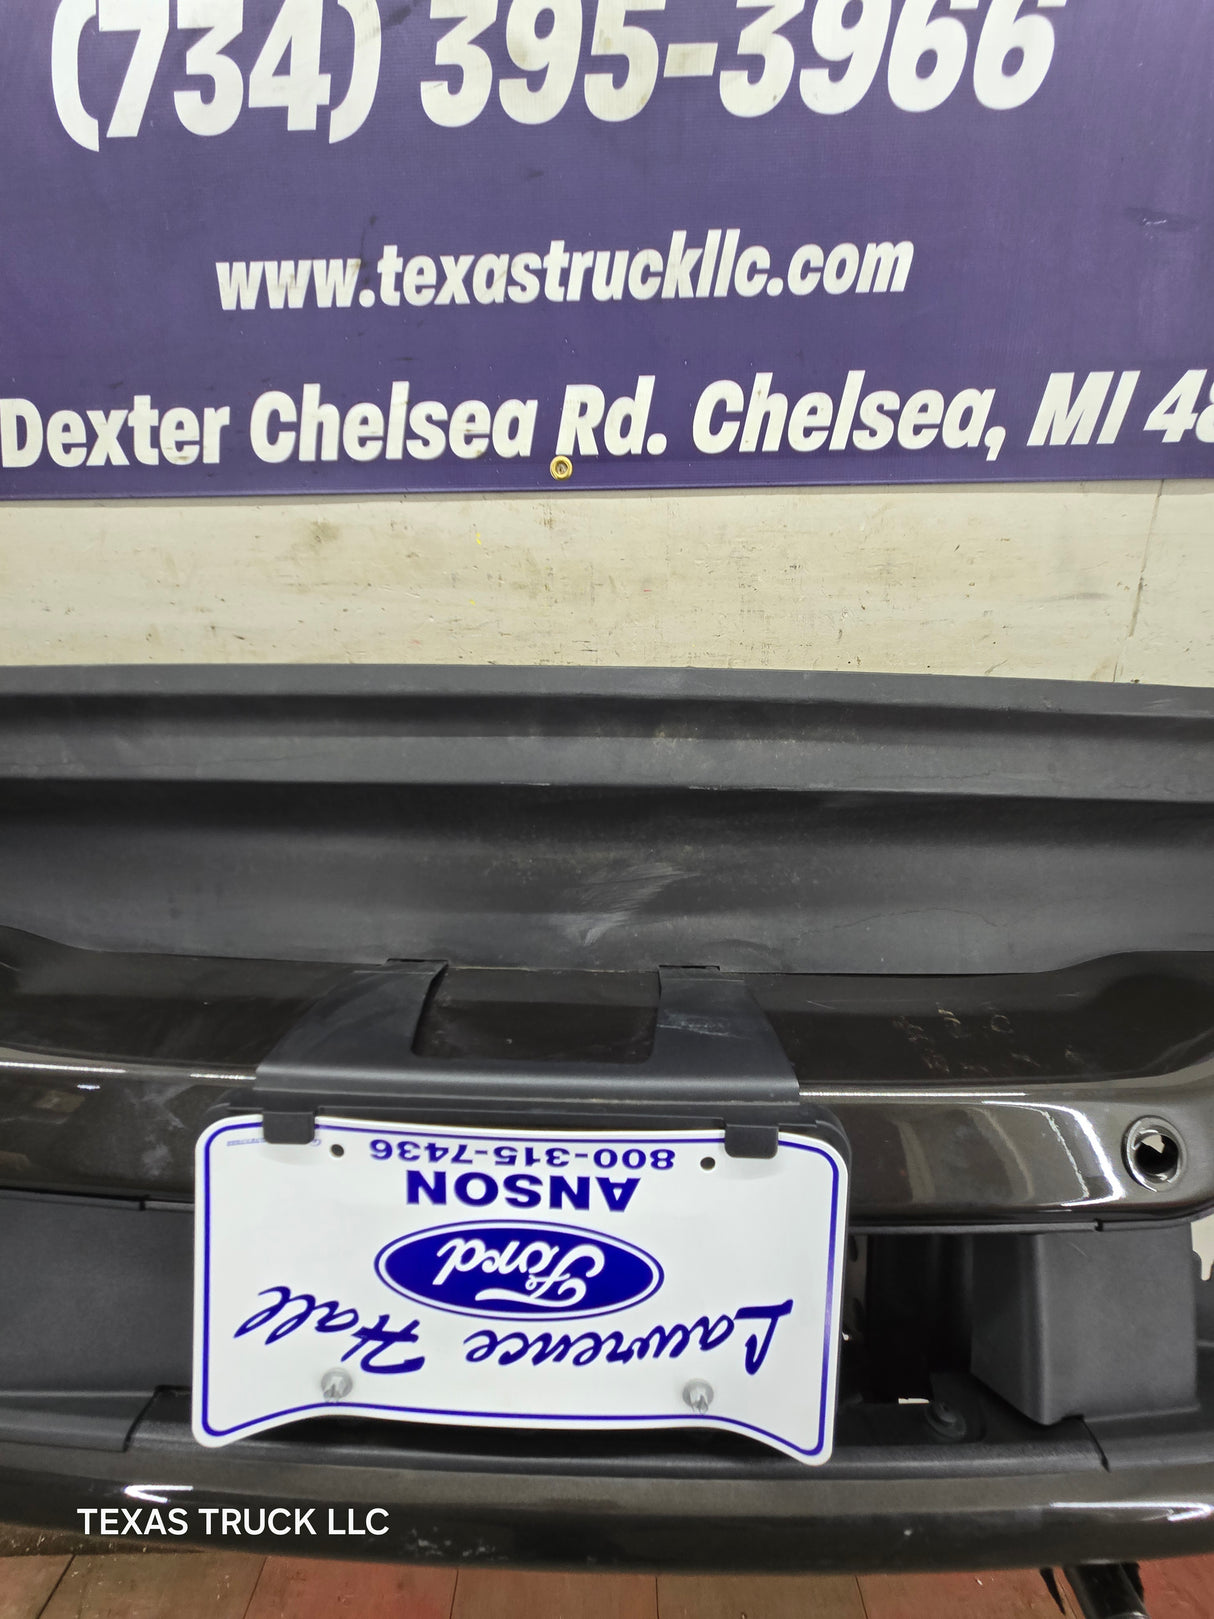 (734) 395-3966
www.texastruckllc.com
Dexter Chelsea Rd. Chelsea, MI 48
Lawrence Hall
Ford
ANSON
800-315-7436
TEXAS TRUCK LLC